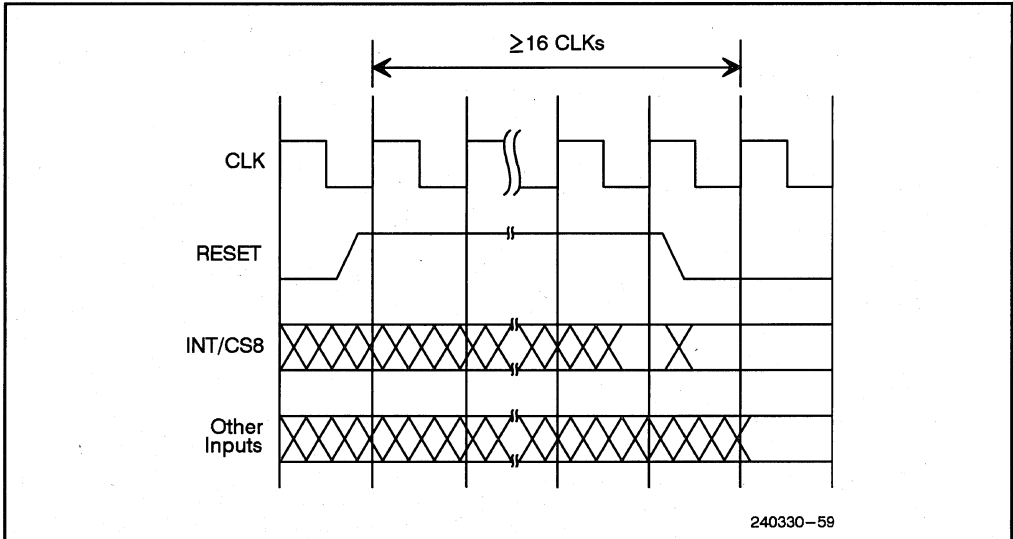 ≥16 CLKs
CLK
RESET
INT/CS8
Other
Inputs
240330–59